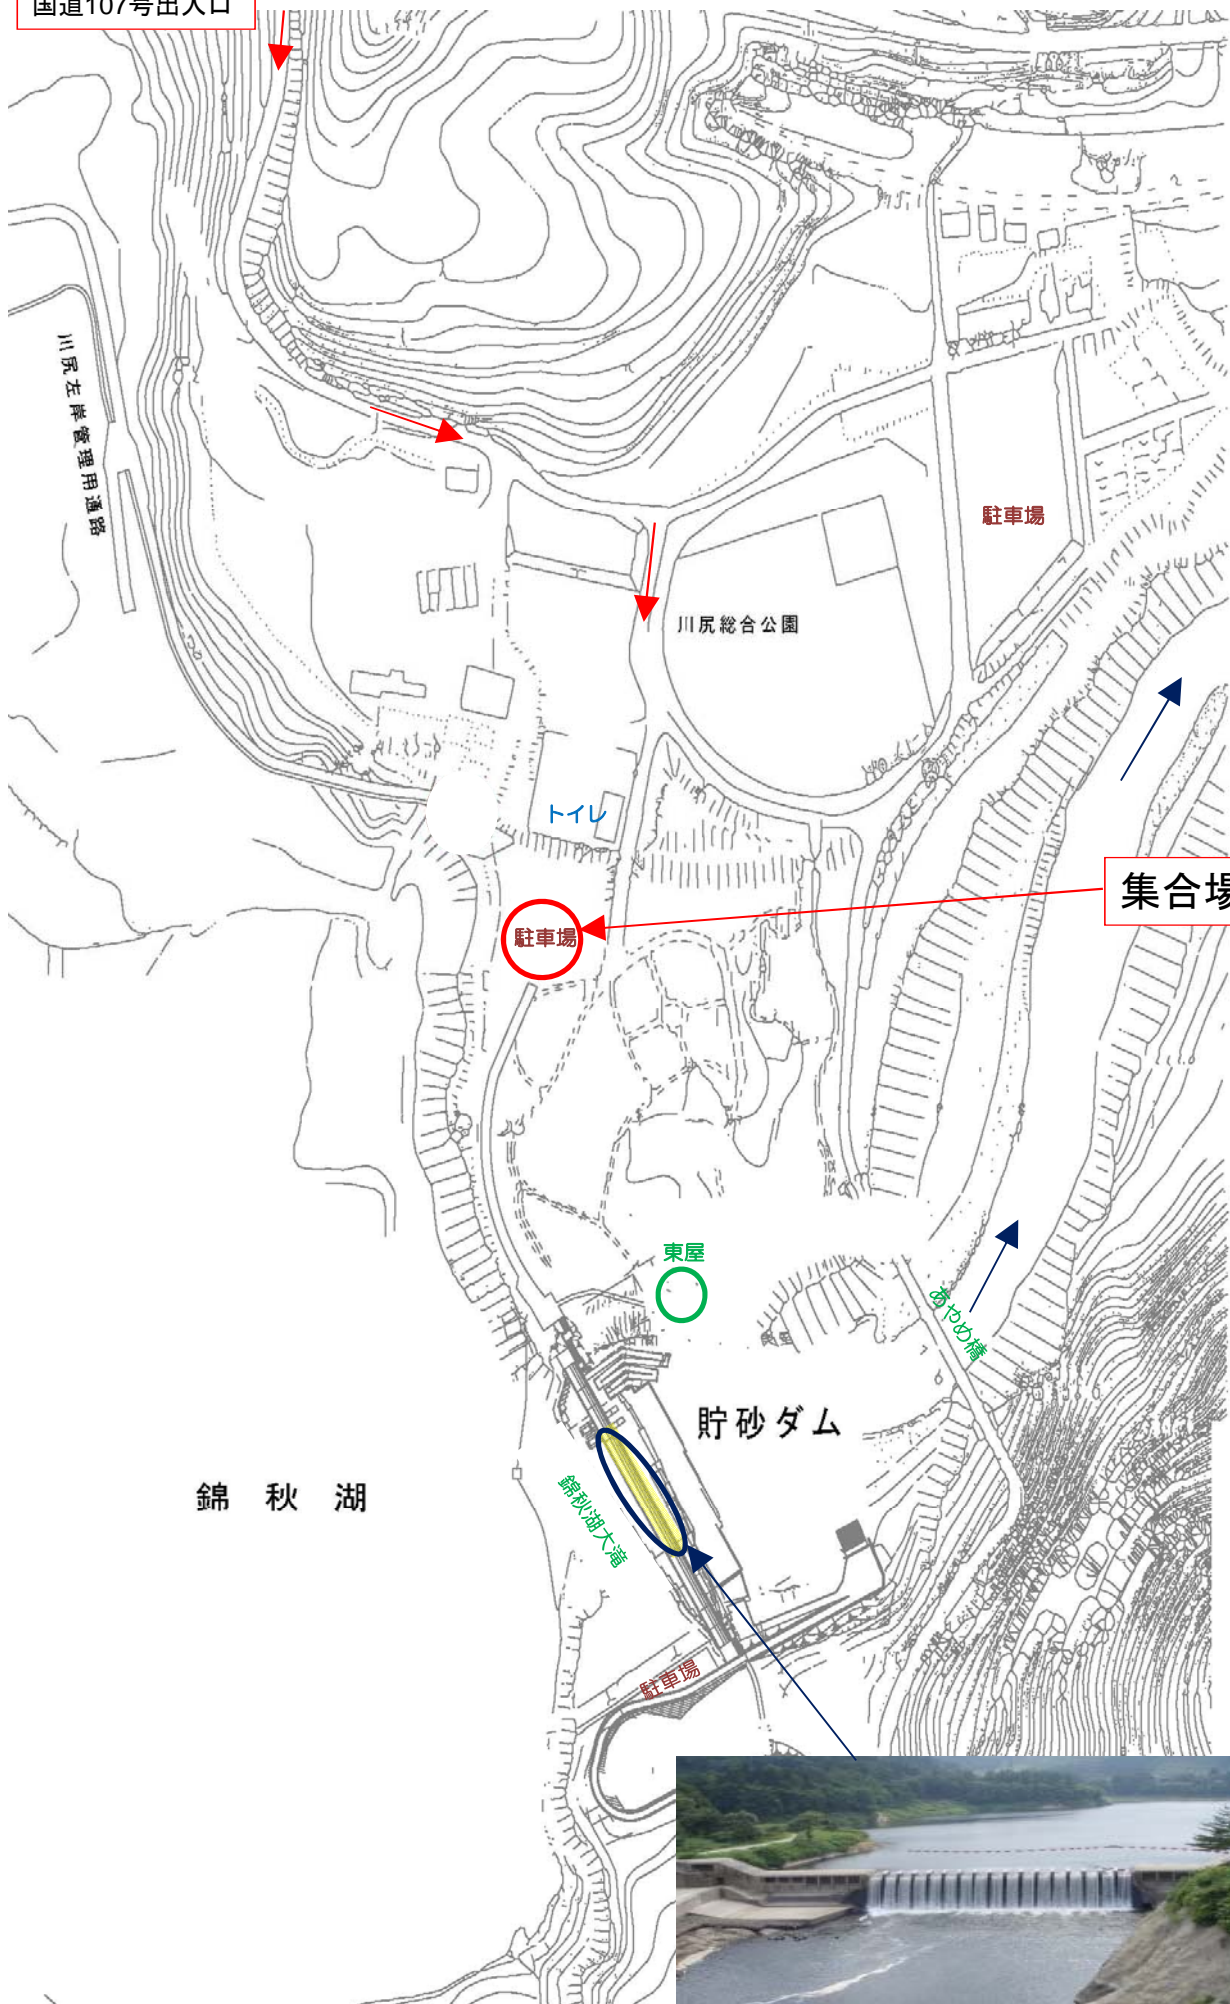 国道107号出入口
川尻左岸管理用通路
駐車場
川尻総合公園
トイレ
集合場
駐車場
東屋
あやめ橋
貯砂ダム
錦秋湖
錦秋湖大滝
駐車場